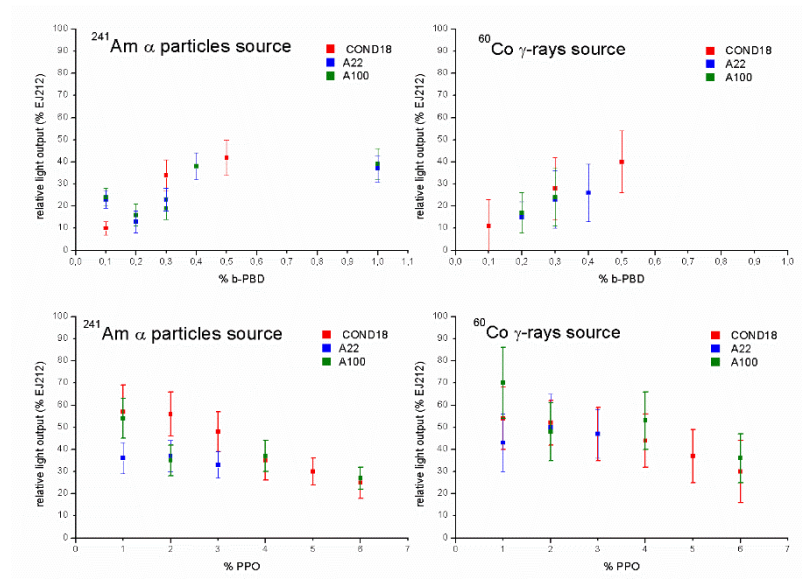 ²⁴¹Am α particles source
COND18
A22
A100
relative light output (% EJ212)
100
90
80
70
60
50
40
30
20
10
0
0,1 0,2 0,3 0,4 0,5 0,6 0,7 0,8 0,9 1,0 1,1
% b-PBD
⁶⁰Co γ-rays source
COND18
A22
A100
relative light output (% EJ212)
100
90
80
70
60
50
40
30
20
10
0
0,0 0,1 0,2 0,3 0,4 0,5 0,6 0,7 0,8 0,9 1,0
% b-PBD
²⁴¹Am α particles source
COND18
A22
A100
relative light output (% EJ212)
100
90
80
70
60
50
40
30
20
10
0
0 1 2 3 4 5 6 7
% PPO
⁶⁰Co γ-rays source
COND18
A22
A100
relative light output (% EJ212)
100
90
80
70
60
50
40
30
20
10
0
0 1 2 3 4 5 6 7
% PPO